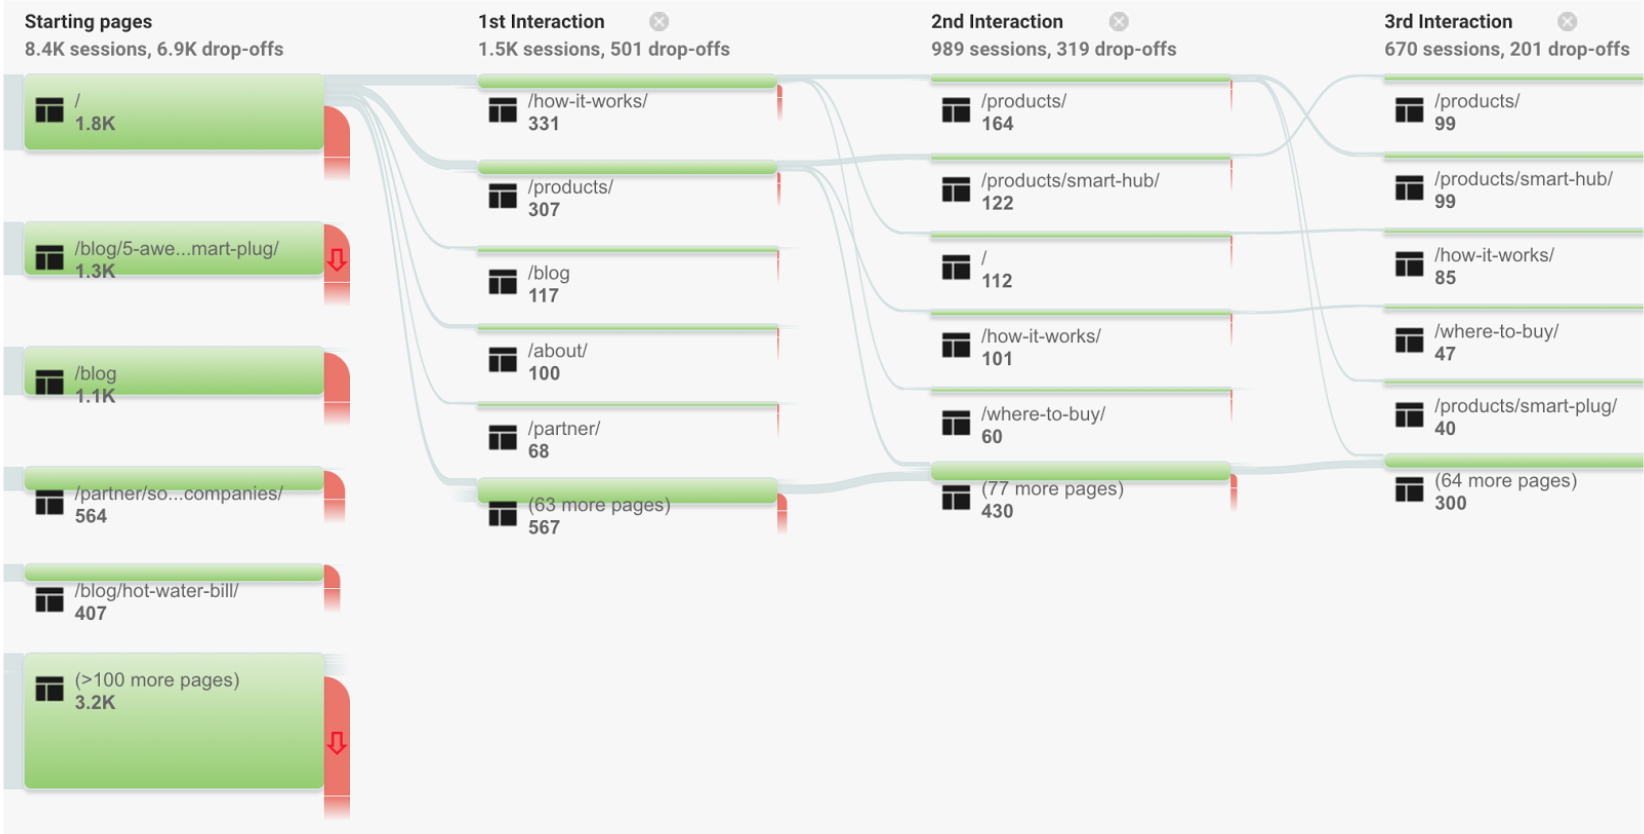 Starting pages
8.4K sessions, 6.9K drop-offs
/
1.8K
/blog/5-awe...mart-plug/
1.3K
/blog
1.1K
/partner/so...companies/
564
/blog/hot-water-bill/
407
(>100 more pages)
3.2K
1st Interaction
1.5K sessions, 501 drop-offs
/how-it-works/
331
/products/
307
/blog
117
/about/
100
/partner/
68
(63 more pages)
567
2nd Interaction
989 sessions, 319 drop-offs
/products/
164
/products/smart-hub/
122
/
112
/how-it-works/
101
/where-to-buy/
60
(77 more pages)
430
3rd Interaction
670 sessions, 201 drop-offs
/products/
99
/products/smart-hub/
99
/how-it-works/
85
/where-to-buy/
47
/products/smart-plug/
40
(64 more pages)
300